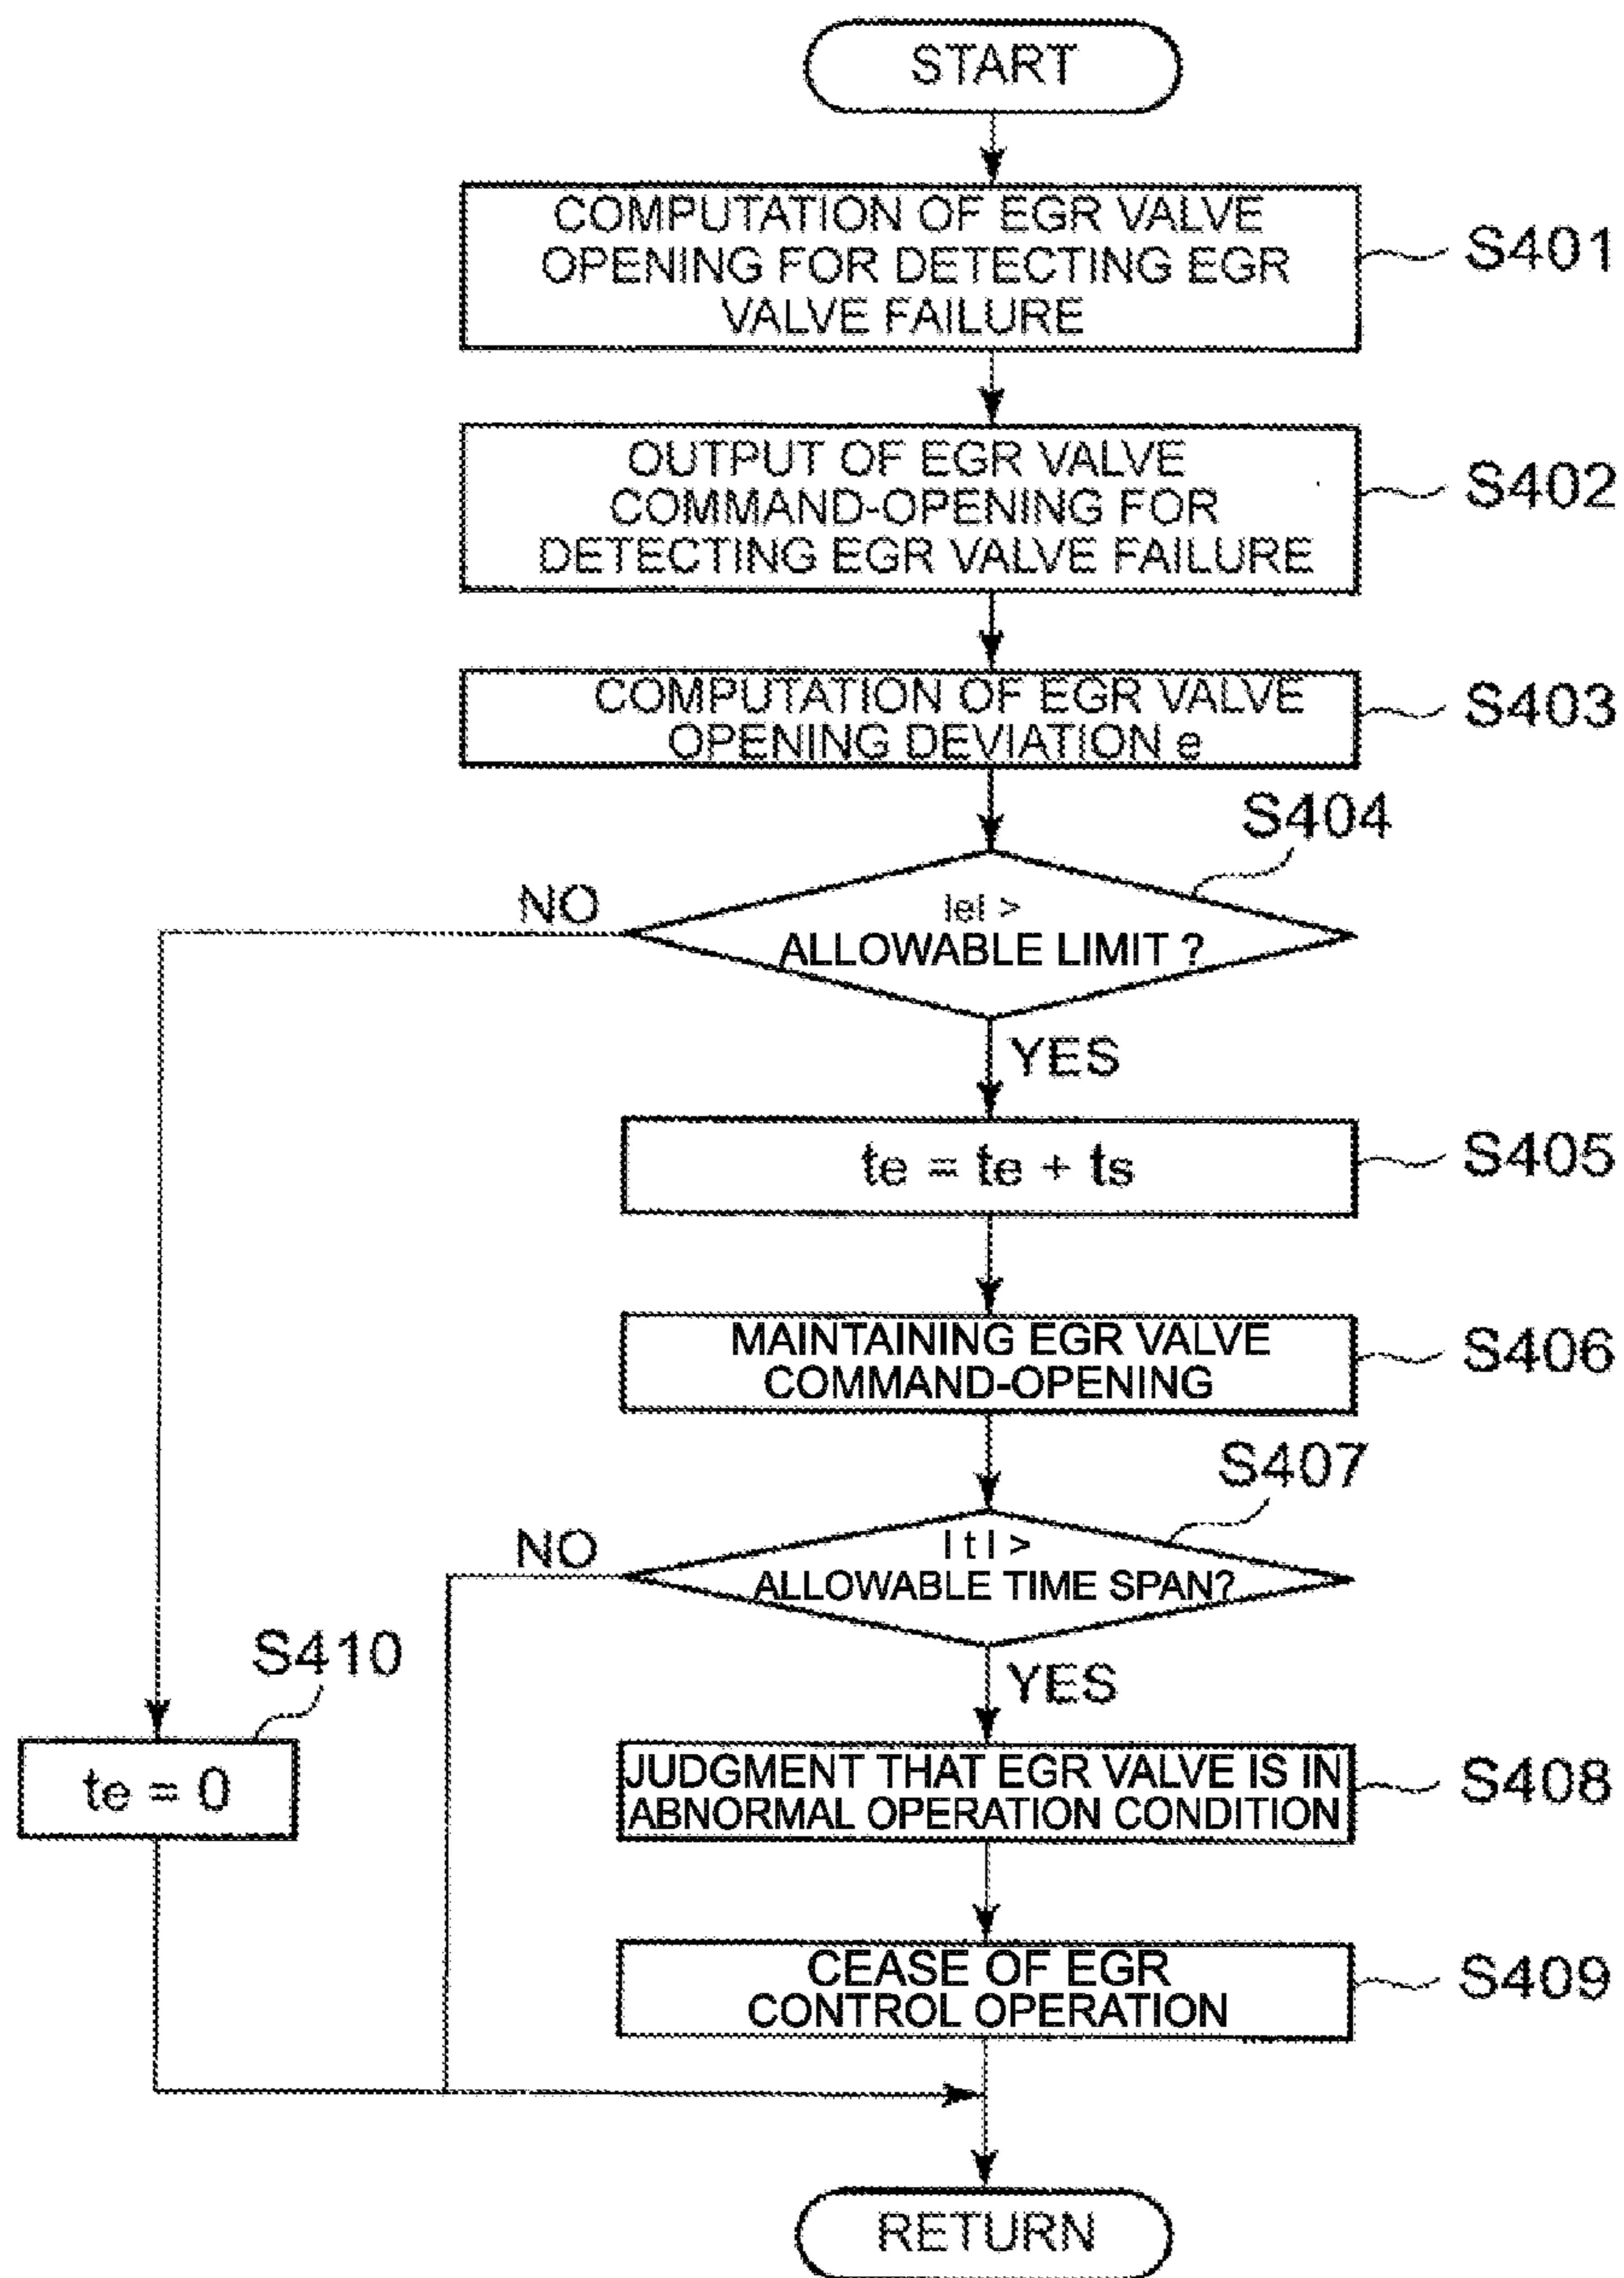 START
COMPUTATION OF EGR VALVE
OPENING FOR DETECTING EGR
VALVE FAILURE
S401
OUTPUT OF EGR VALVE
COMMAND-OPENING FOR
DETECTING EGR VALVE FAILURE
S402
COMPUTATION OF EGR VALVE
OPENING DEVIATION e
S403
S404
NO
|e| >
ALLOWABLE LIMIT ?
YES
te = te + ts
S405
MAINTAINING EGR VALVE
COMMAND-OPENING
S406
S407
NO
| t | >
ALLOWABLE TIME SPAN?
YES
S410
te = 0
JUDGMENT THAT EGR VALVE IS IN
ABNORMAL OPERATION CONDITION
S408
CEASE OF EGR
CONTROL OPERATION
S409
RETURN